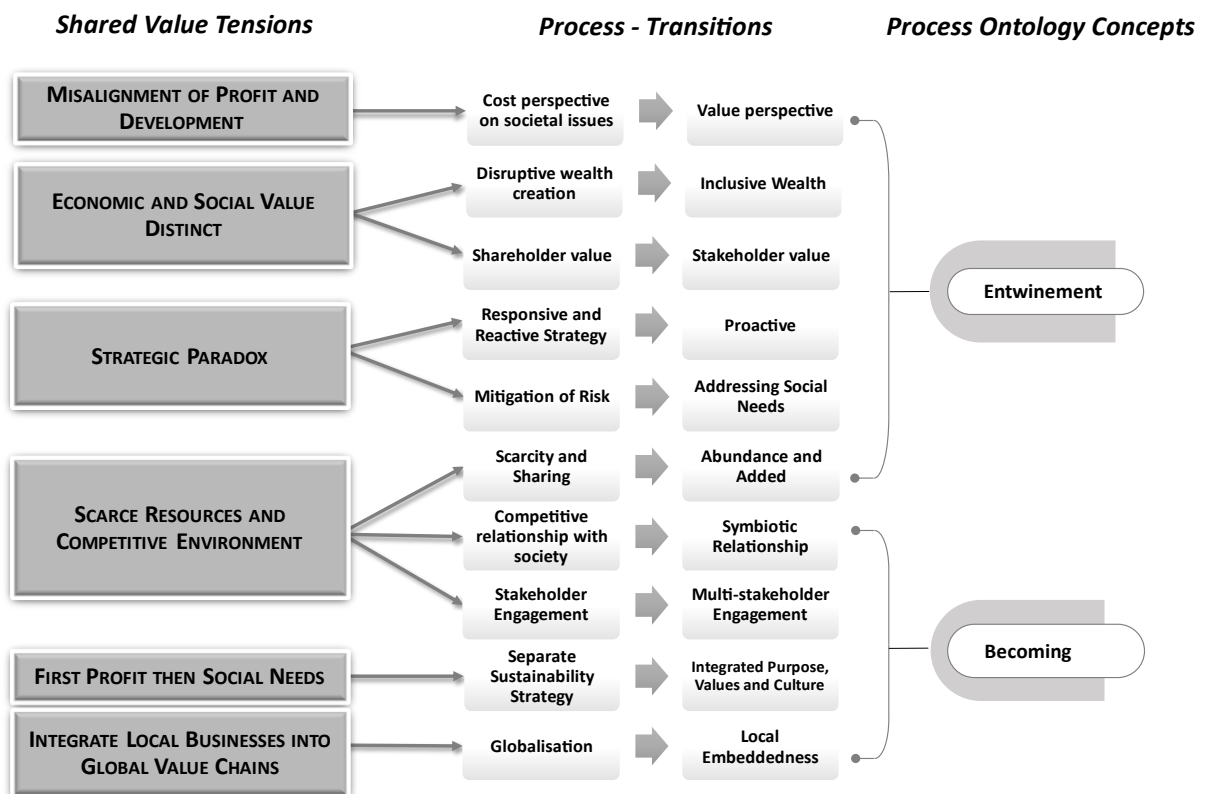 Shared Value Tensions
Process - Transitions
Process Ontology Concepts
MISALIGNMENT OF PROFIT AND
DEVELOPMENT
Cost perspective
on societal issues
Value perspective
ECONOMIC AND SOCIAL VALUE
DISTINCT
Disruptive wealth
creation
Inclusive Wealth
Shareholder value
Stakeholder value
STRATEGIC PARADOX
Responsive and
Reactive Strategy
Proactive
Mitigation of Risk
Addressing Social
Needs
SCARCE RESOURCES AND
COMPETITIVE ENVIRONMENT
Scarcity and
Sharing
Abundance and
Added
Competitive
relationship with
society
Symbiotic
Relationship
Stakeholder
Engagement
Multi-stakeholder
Engagement
FIRST PROFIT THEN SOCIAL NEEDS
Separate
Sustainability
Strategy
Integrated Purpose,
Values and Culture
INTEGRATE LOCAL BUSINESSES INTO
GLOBAL VALUE CHAINS
Globalisation
Local
Embeddedness
Entwinement
Becoming